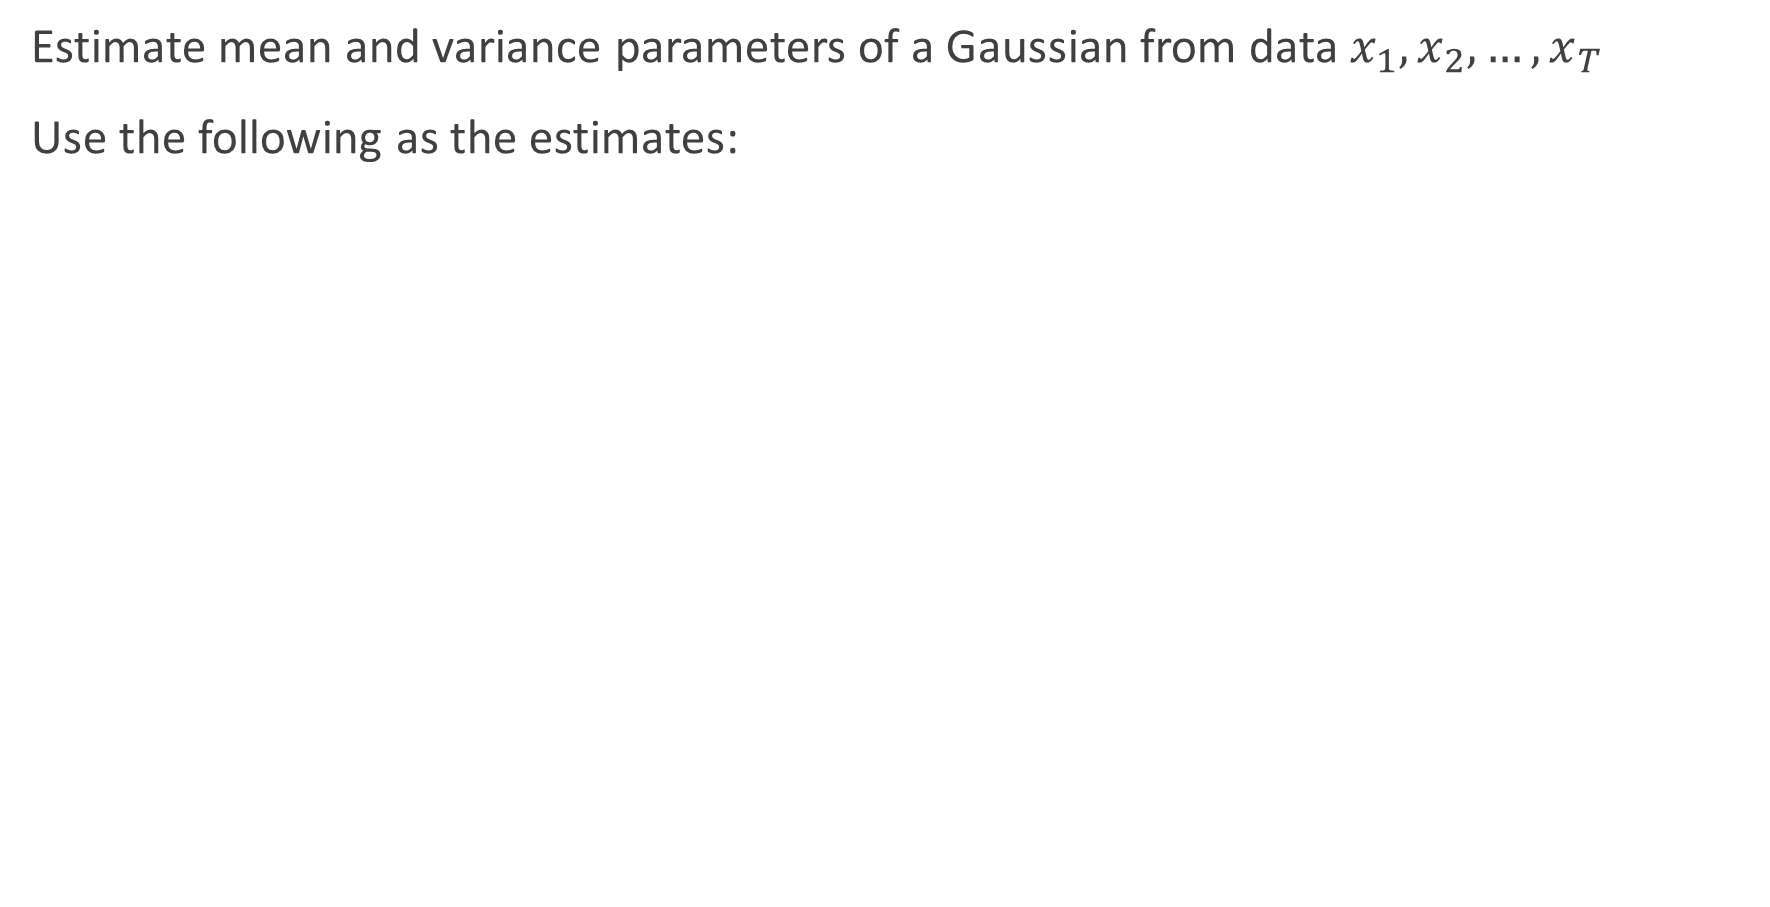 Estimate mean and variance parameters of a Gaussian from data x₁, x₂, … , x_T
Use the following as the estimates: